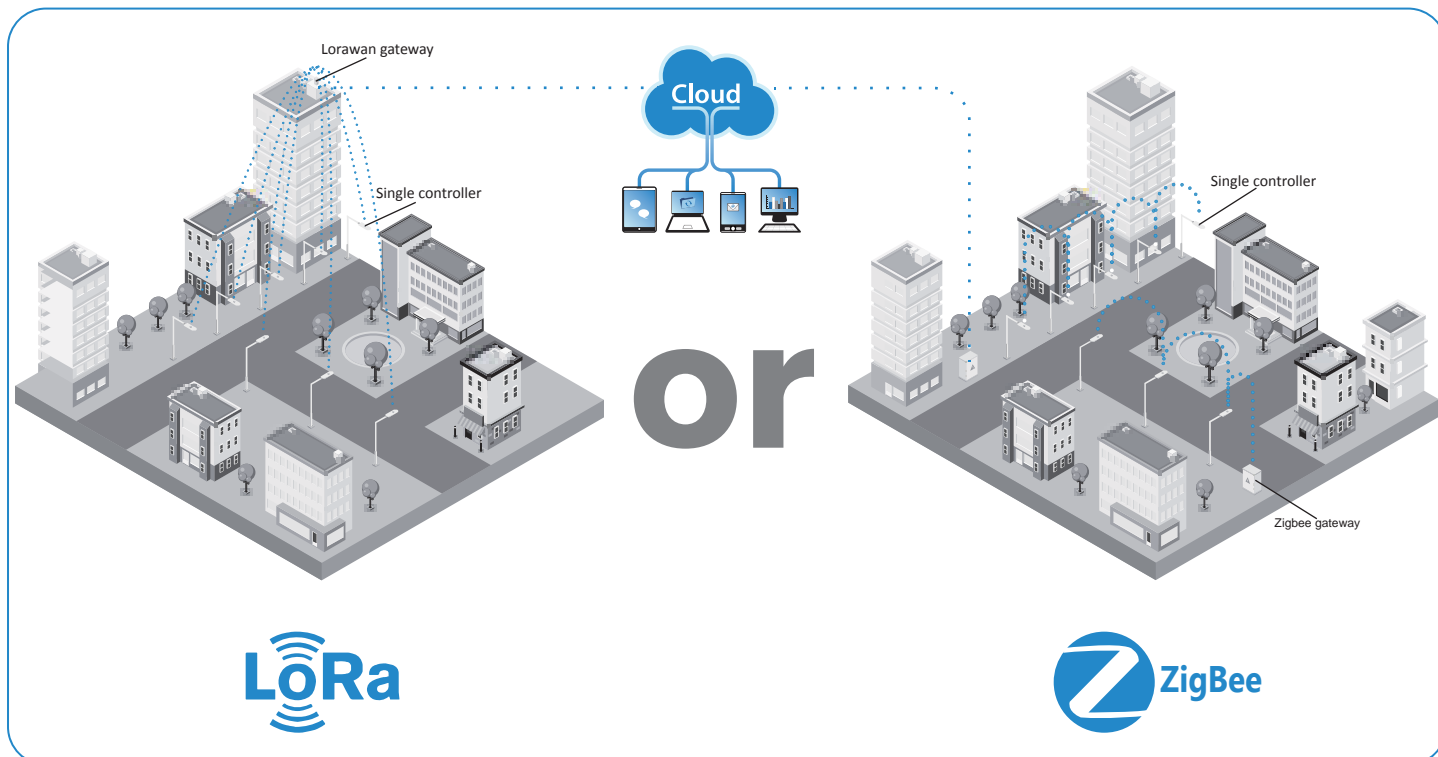 Lorawan gateway
Cloud
Single controller
Single controller
or
Zigbee gateway
LoRa
ZigBee